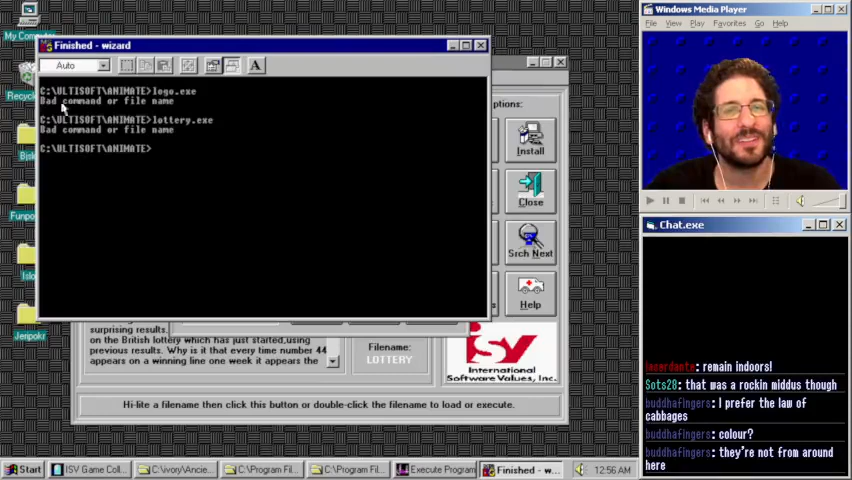 My Computer
Recyc
Bjsk
Funpo
Islo
Jeripokr
Finished - wizard
Auto
A
C:\ULTISOFT\ANIMATE>logo.exe
Bad command or file name
C:\ULTISOFT\ANIMATE>lottery.exe
Bad command or file name
C:\ULTISOFT\ANIMATE>
ptions:
Install
Close
Srch Next
Help
surprising results.
on the British lottery which has just started,using
previous results. Why is it that every time number 44
appears on a winning line one week it appears the
Filename:
LOTTERY
ISV
International
Software Values, Inc.
Hi-lite a filename then click this button or double-click the filename to load or execute.
Windows Media Player
File View Play Favorites Go Help
Chat.exe
lazerdante: remain indoors!
Sots28: that was a rockin middus though
buddhafingers: I prefer the law of
cabbages
buddhafingers: colour?
buddhafingers: they're not from around
here
Start
ISV Game Coll...
C:\ivory\Ancie...
C:\Program Fil...
C:\Program Fil...
Execute Program
Finished - w...
12:56 AM